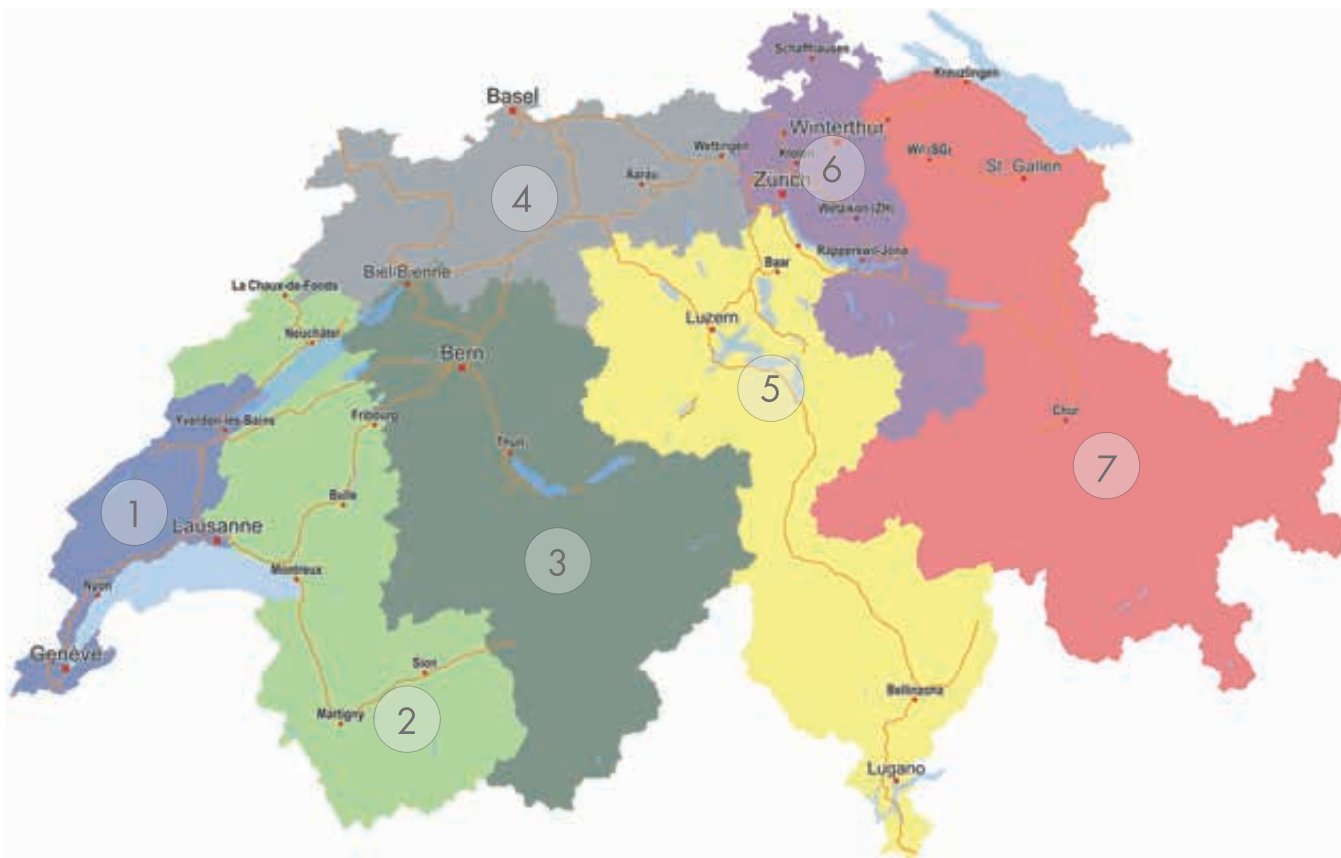 Schaffhausen
Kreuzlingen
Basel
Winterthur
Wettingen
Wil (SG)
Kloten
6
St. Gallen
Aarau
Zürich
4
Wetzikon (ZH)
Rapperswil-Jona
Baar
Biel/Bienne
La Chaux-de-Fonds
Luzern
Neuchâtel
Bern
5
Chur
Fribourg
Yverdon-les-Bains
Thun
7
Bulle
1
Lausanne
3
Montreux
Nyon
Genève
Sion
Bellinzona
Martigny
2
Lugano